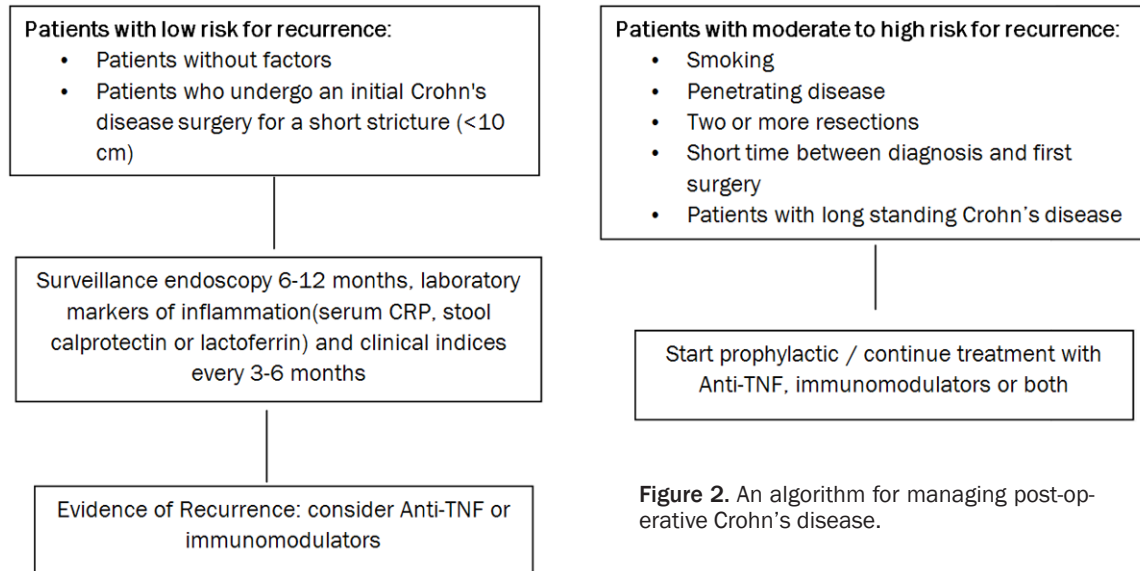 Patients with low risk for recurrence:
• Patients without factors
• Patients who undergo an initial Crohn's
disease surgery for a short stricture (<10
cm)
Surveillance endoscopy 6-12 months, laboratory
markers of inflammation(serum CRP, stool
calprotectin or lactoferrin) and clinical indices
every 3-6 months
Evidence of Recurrence: consider Anti-TNF or
immunomodulators
Patients with moderate to high risk for recurrence:
• Smoking
• Penetrating disease
• Two or more resections
• Short time between diagnosis and first
surgery
• Patients with long standing Crohn's disease
Start prophylactic / continue treatment with
Anti-TNF, immunomodulators or both
Figure 2. An algorithm for managing post-op-
erative Crohn's disease.